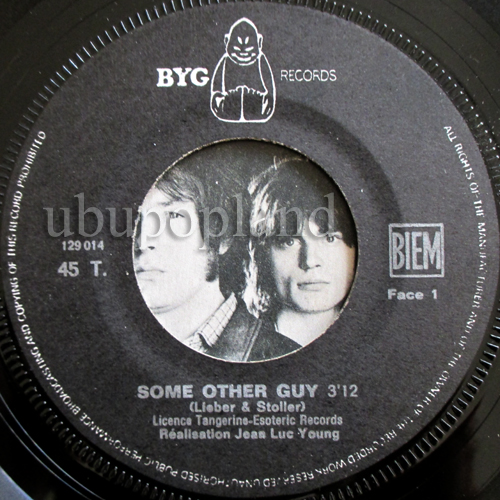 BYG RECORDS
ubupopland
129 014
45 T.
BIEM
Face 1
SOME OTHER GUY 3'12
(Lieber & Stoller)
Licence Tangerine-Esoteric Records
Réalisation Jean Luc Young
ALL RIGHTS OF THE MANUFACTURER AND OF THE OWNER OF THE RECORDED WORK RESERVED UNAUTHORISED PUBLIC PERFORMANCE BROADCASTING AND COPYING OF THIS RECORD PROHIBITED